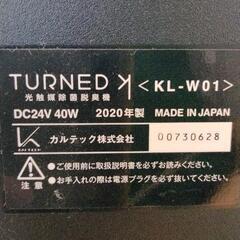 TURNED K <KL-W01>
光触媒除菌脱臭機
DC24V 40W 2020年製 MADE IN JAPAN
カルテック株式会社 00730628
KALTECH
●ご使用前に取扱説明書を必ずお読みください。
●お手入れの際は電源プラグを必ず抜いてください。